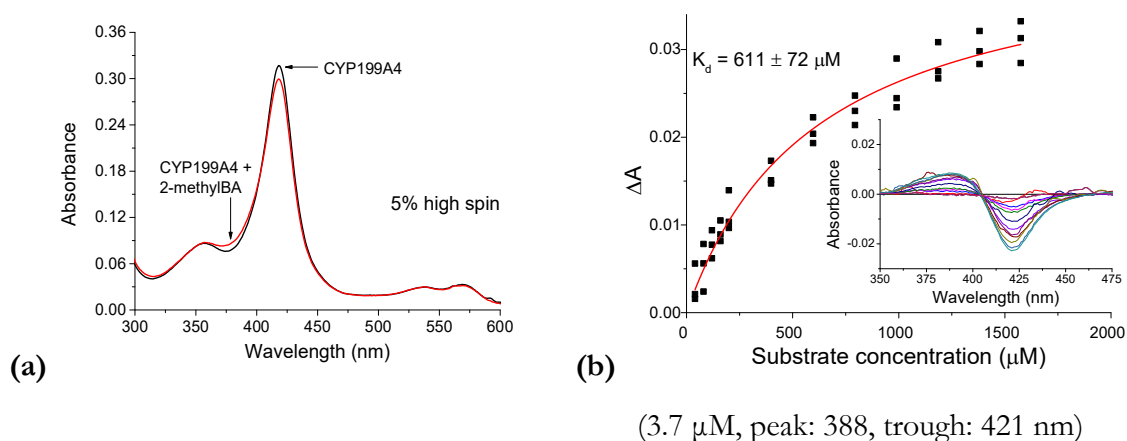 0.36
0.30
0.24
0.18
0.12
0.06
0.00
Absorbance
CYP199A4
CYP199A4 +
2-methylBA
5% high spin
300 350 400 450 500 550 600
Wavelength (nm)
(a)
0.03
0.02
0.01
0.00
ΔA
K_d = 611 ± 72 μM
0.02
0.00
-0.02
Absorbance
350 375 400 425 450 475
Wavelength (nm)
0 500 1000 1500 2000
Substrate concentration (μM)
(b)
(3.7 μM, peak: 388, trough: 421 nm)